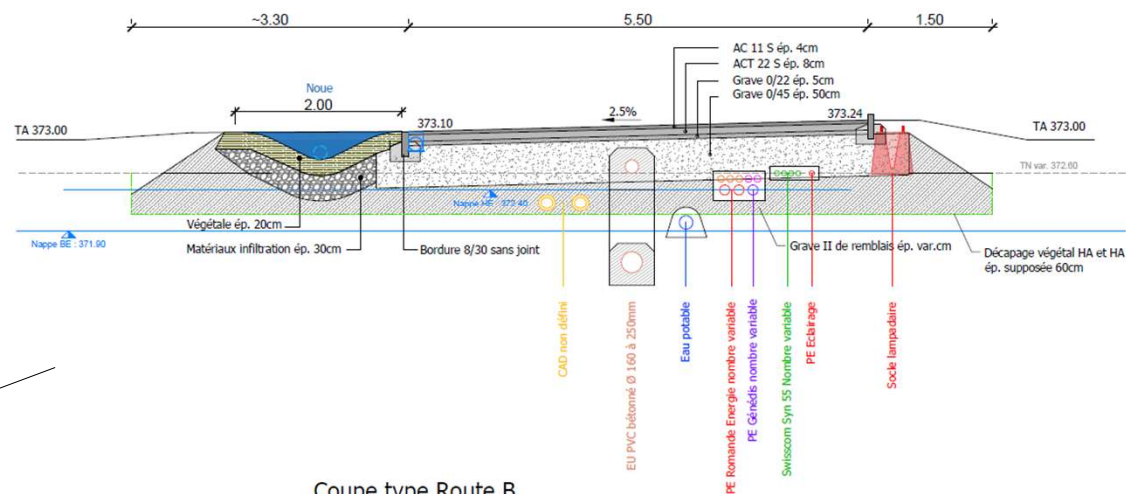 ~3.30
5.50
1.50
AC 11 S ép. 4cm
ACT 22 S ép. 8cm
Grave 0/22 ép. 5cm
Grave 0/45 ép. 50cm
Noue
2.00
2.5%
373.24
373.10
TA 373.00
TA 373.00
TN var. 372.60
Nappe HE : 372.40
Nappe BE : 371.90
Végétale ép. 20cm
Matériaux infiltration ép. 30cm
Bordure 8/30 sans joint
Grave II de remblais ép. var.cm
Décapage végétal HA et HA
ép. supposée 60cm
CAD non défini
EU PVC bétonné Ø 160 à 250mm
Eau potable
PE Romande Energie nombre variable
PE Génédis nombre variable
Swisscom Syn 55 Nombre variable
PE Eclairage
Socle lampadaire
Coupe type Route B